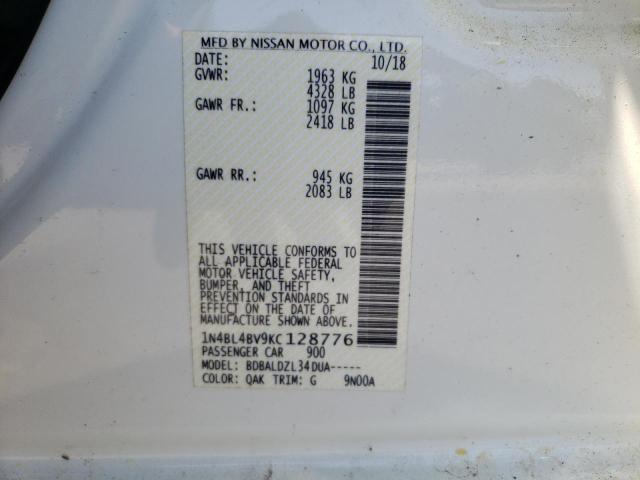 MFD BY NISSAN MOTOR CO., LTD.
DATE: 10/18
GVWR: 1963 KG
4328 LB
GAWR FR.: 1097 KG
2418 LB
GAWR RR.: 945 KG
2083 LB
THIS VEHICLE CONFORMS TO
ALL APPLICABLE FEDERAL
MOTOR VEHICLE SAFETY,
BUMPER, AND THEFT
PREVENTION STANDARDS IN
EFFECT ON THE DATE OF
MANUFACTURE SHOWN ABOVE.
1N4BL4BV9KC128776
PASSENGER CAR 900
MODEL: BDBALDZL34DUA-----
COLOR: QAK TRIM: G 9N00A